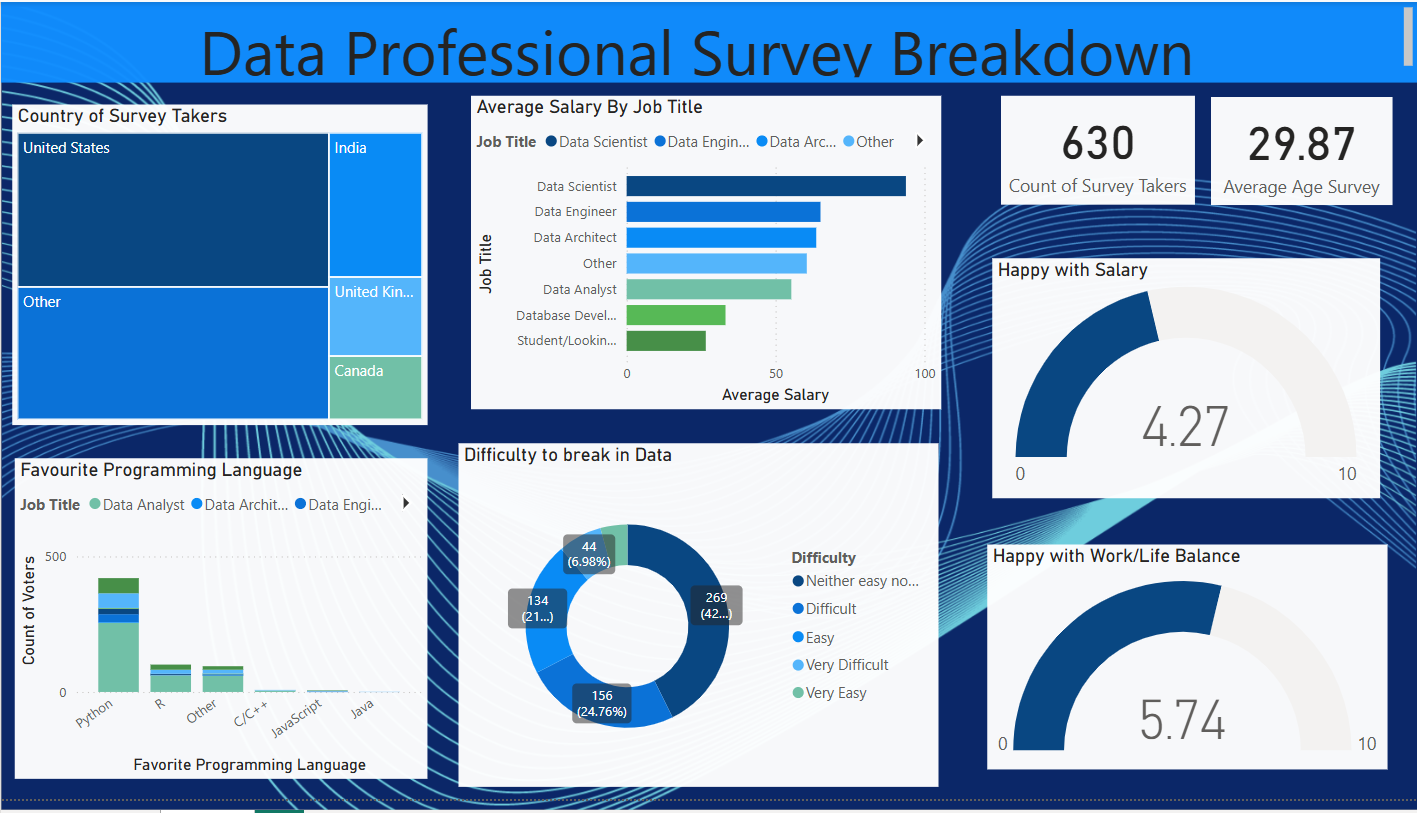 Data Professional Survey Breakdown
Country of Survey Takers
United States
India
Other
United Kin...
Canada
Average Salary By Job Title
Job Title Data Scientist Data Engin... Data Arc... Other
Job Title
Data Scientist
Data Engineer
Data Architect
Other
Data Analyst
Database Devel...
Student/Lookin...
0 50 100
Average Salary
630
Count of Survey Takers
29.87
Average Age Survey
Happy with Salary
4.27
0 10
Favourite Programming Language
Job Title Data Analyst Data Archit... Data Engi...
Count of Voters
500
0
Python R Other C/C++ JavaScript Java
Favorite Programming Language
Difficulty to break in Data
44
(6.98%)
134
(21...)
269
(42...)
156
(24.76%)
Difficulty
Neither easy no...
Difficult
Easy
Very Difficult
Very Easy
Happy with Work/Life Balance
5.74
0 10